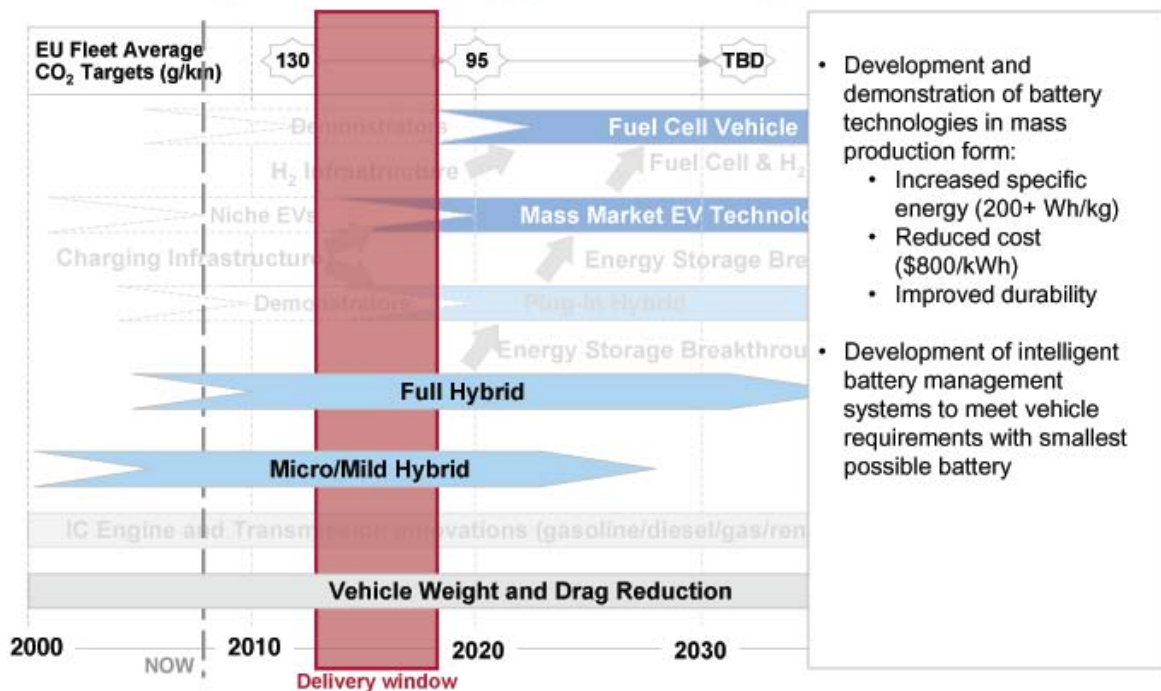 EU Fleet Average
CO₂ Targets (g/km)
130
95
TBD
Demonstrators
Fuel Cell Vehicle
H₂ Infrastructure
Fuel Cell & H₂
Niche EVs
Mass Market EV Technolo
Charging Infrastructure
Energy Storage Bre
Demonstrators
Plug-In Hybrid
Energy Storage Breakthrou
Full Hybrid
Micro/Mild Hybrid
IC Engine and Transmission Innovations (gasoline/diesel/gas/ren
Vehicle Weight and Drag Reduction
2000
NOW
2010
2020
2030
Delivery window
• Development and
demonstration of battery
technologies in mass
production form:
• Increased specific
energy (200+ Wh/kg)
• Reduced cost
($800/kWh)
• Improved durability
• Development of intelligent
battery management
systems to meet vehicle
requirements with smallest
possible battery